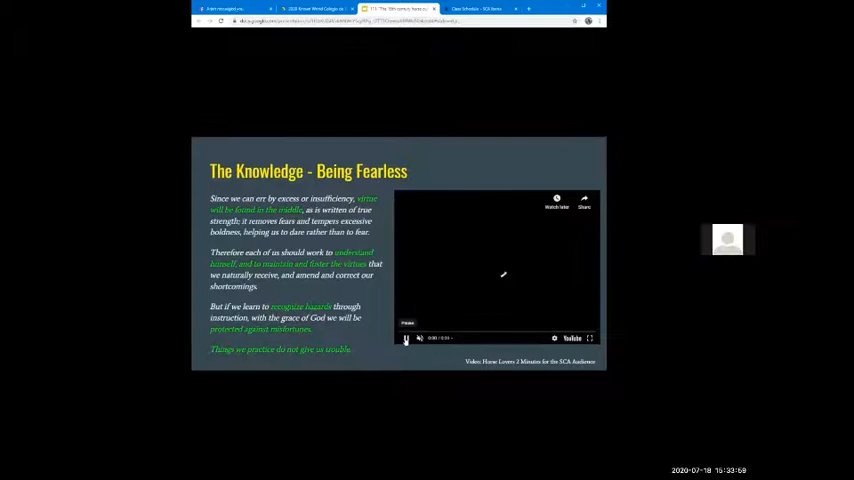 Class Schedule - SCA
The Knowledge - Being Fearless
Since we can err by excess or insufficiency, virtue
will be found in the middle, as is written of true
strength; it removes fears and tempers excessive
boldness, helping us to dare rather than to fear.
Therefore each of us should work to understand
himself, and to maintain and foster the virtues that
we naturally receive, and amend and correct our
shortcomings.
But if we learn to recognize hazards through
instruction, with the grace of God we will be
protected against misfortunes.
Things we practice do not give us trouble.
Watch later
Share
Pause
YouTube
Video: Horse Lovers 2 Minutes for the SCA Audience
2020-07-18 15:33:59